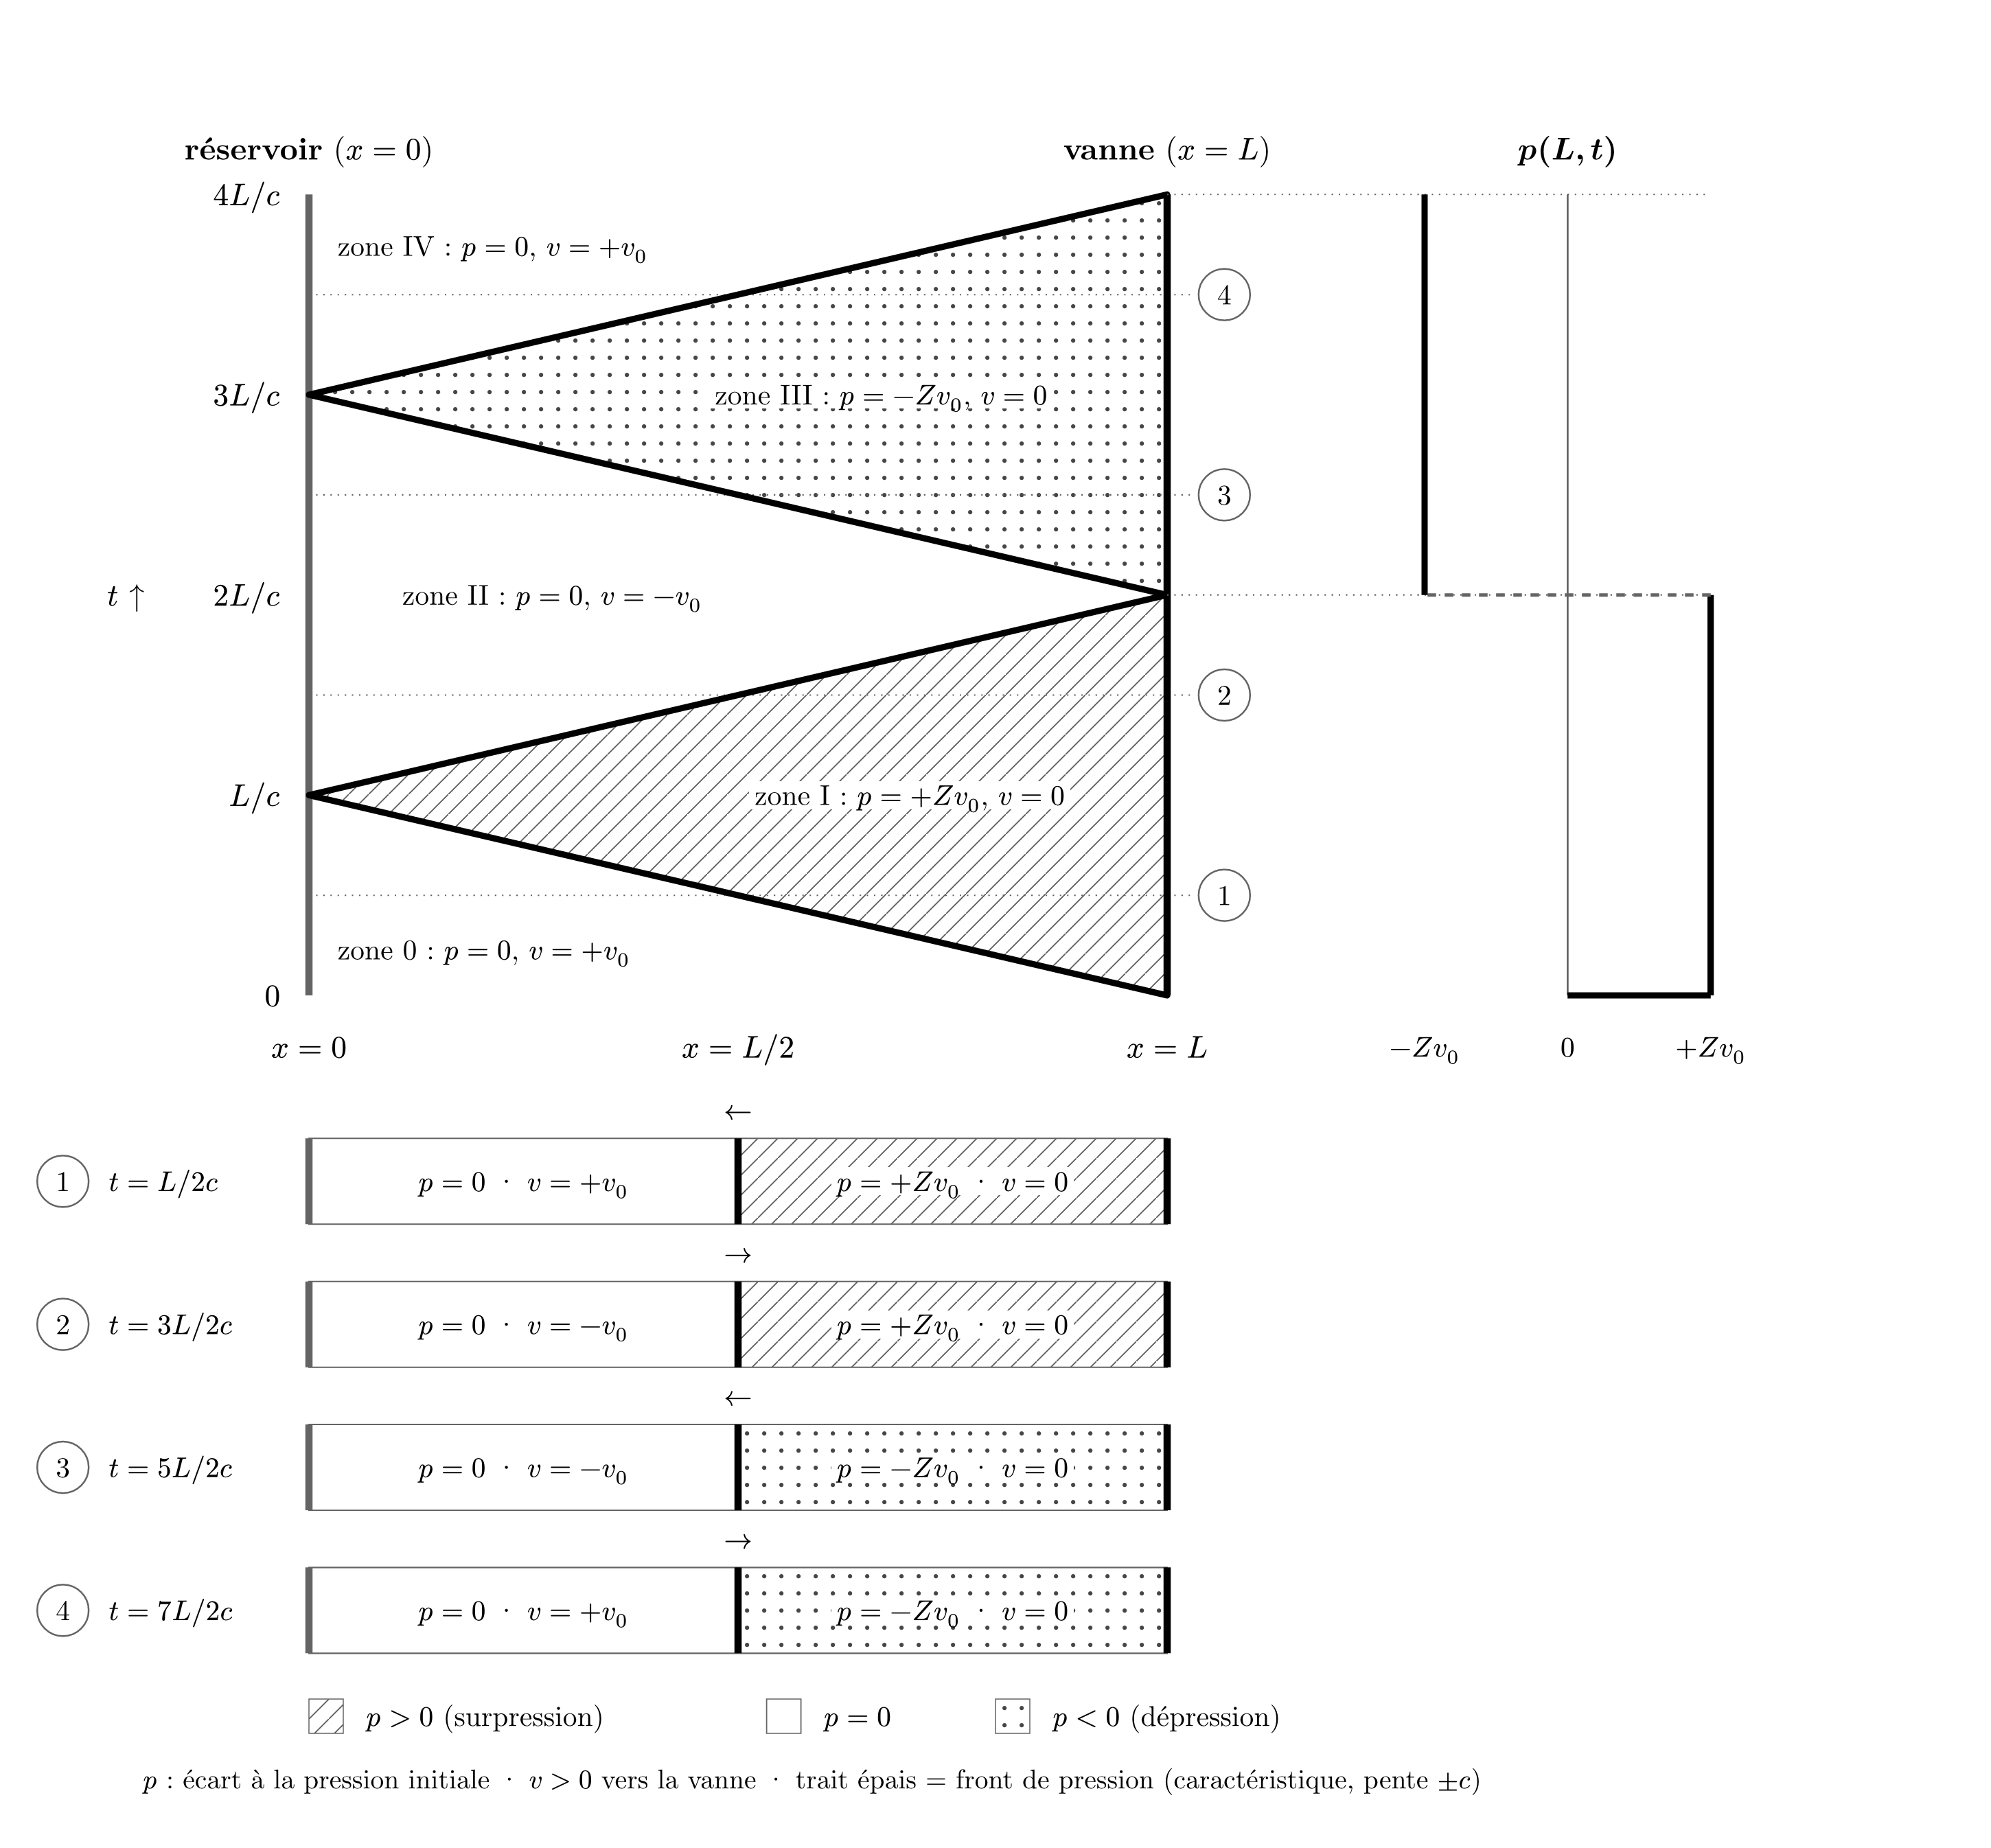 réservoir (x = 0) vanne (x = L) p(L, t)
4L/c
zone IV : p = 0, v = +v₀
4
3L/c
zone III : p = −Zv₀, v = 0
3
t ↑ 2L/c
zone II : p = 0, v = −v₀
2
L/c
zone I : p = +Zv₀, v = 0
1
zone 0 : p = 0, v = +v₀
0
x = 0 x = L/2 x = L −Zv₀ 0 +Zv₀
←
1 t = L/2c p = 0 · v = +v₀ p = +Zv₀ · v = 0
→
2 t = 3L/2c p = 0 · v = −v₀ p = +Zv₀ · v = 0
←
3 t = 5L/2c p = 0 · v = −v₀ p = −Zv₀ · v = 0
→
4 t = 7L/2c p = 0 · v = +v₀ p = −Zv₀ · v = 0
p > 0 (surpression) p = 0 p < 0 (dépression)
p : écart à la pression initiale · v > 0 vers la vanne · trait épais = front de pression (caractéristique, pente ±c)